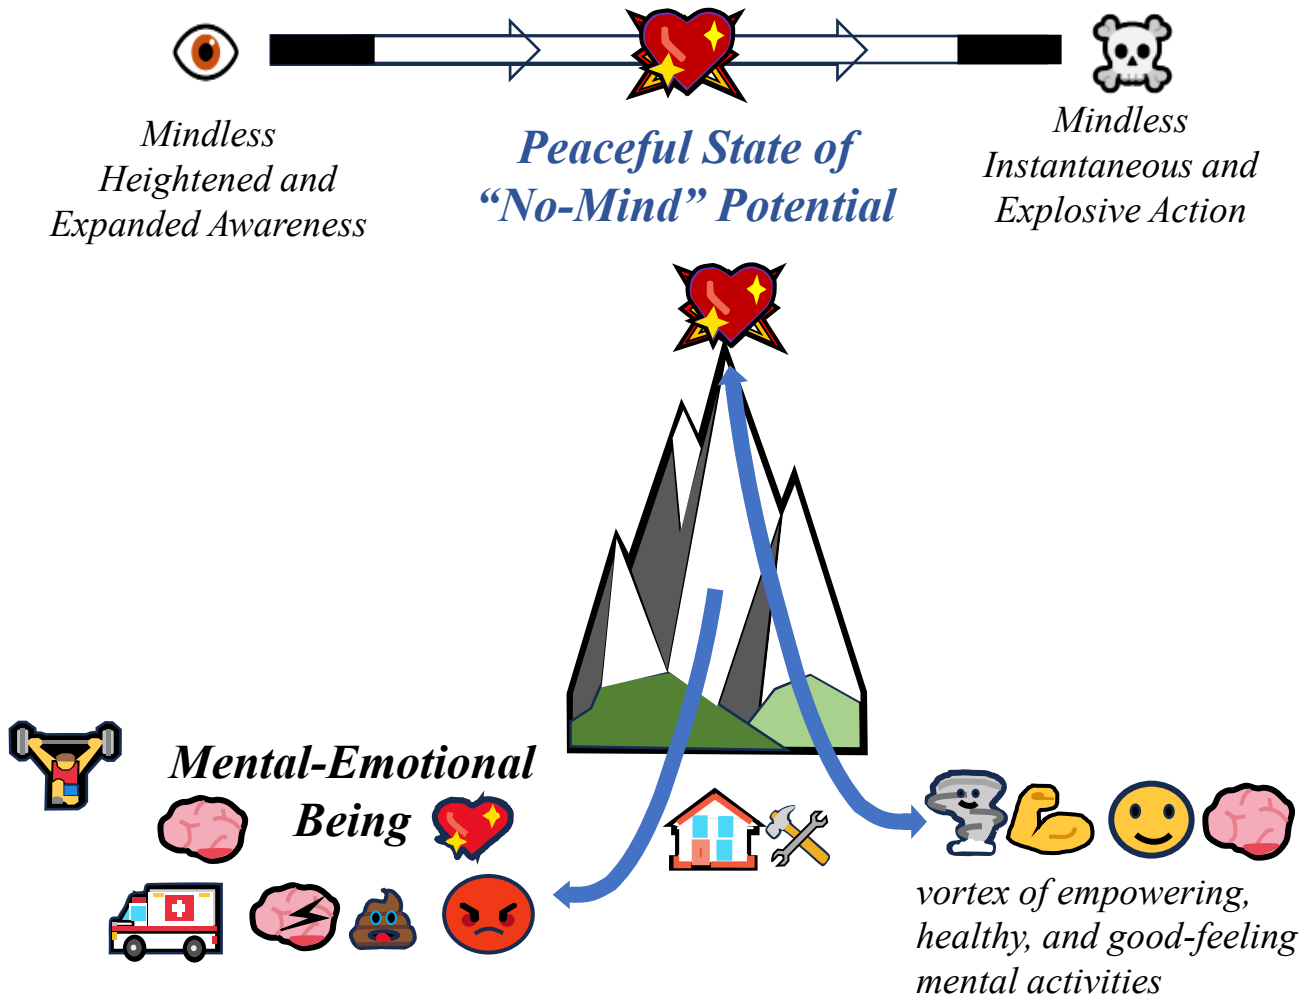 Mindless
Heightened and
Expanded Awareness
Peaceful State of
“No-Mind” Potential
Mindless
Instantaneous and
Explosive Action
Mental-Emotional
Being
vortex of empowering,
healthy, and good-feeling
mental activities